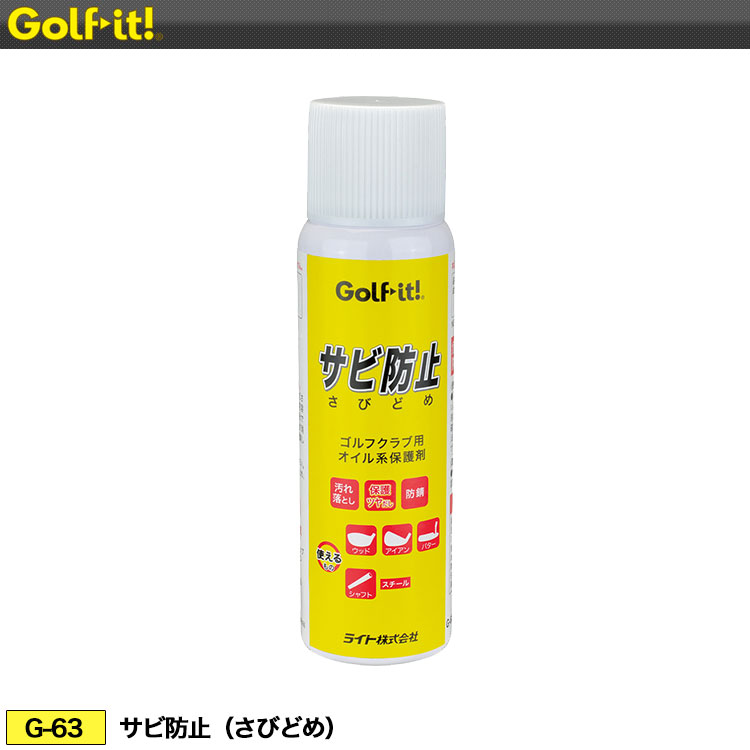 Golf it!®
Golf it!®
サビ防止
さびどめ
ゴルフクラブ用
オイル系保護剤
汚れ
落とし
保護
ツヤだし
防錆
ウッド
アイアン
パター
使える
もの
シャフト
スチール
ライト株式会社
G-63
サビ防止（さびどめ）